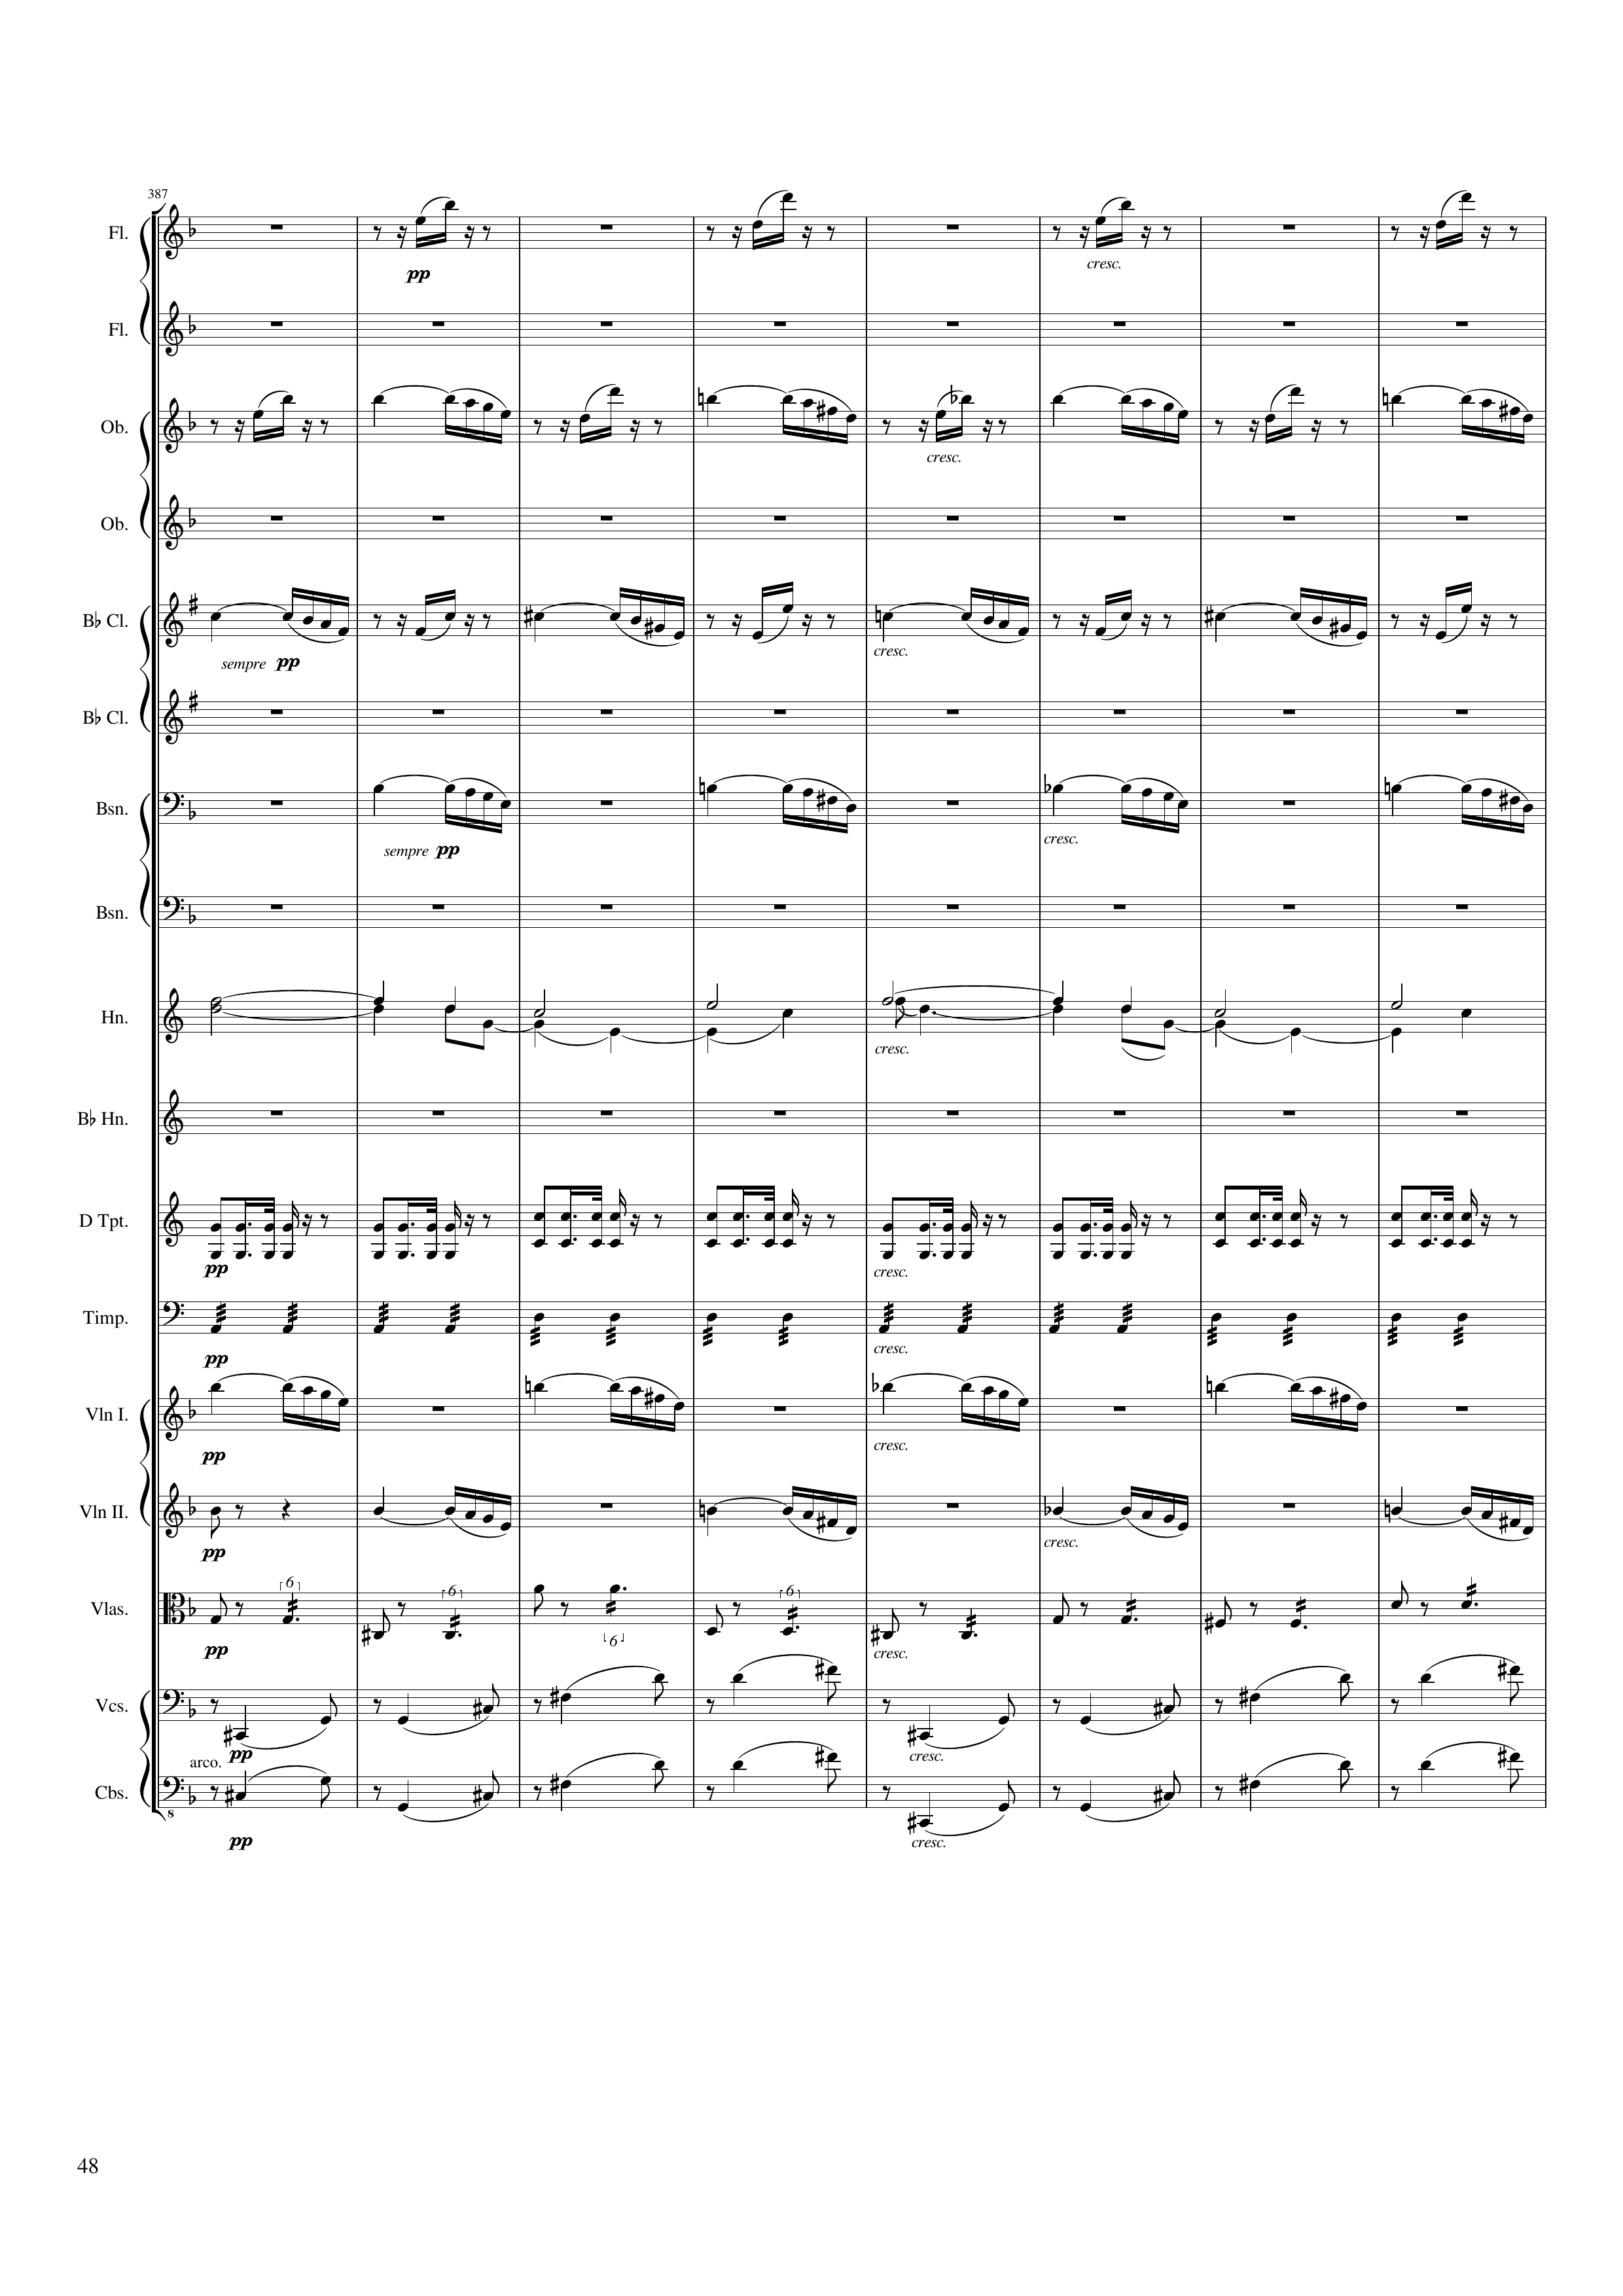 387
Fl.
pp
cresc.
Fl.
Ob.
cresc.
Ob.
B♭ Cl.
sempre pp
cresc.
B♭ Cl.
Bsn.
sempre pp
cresc.
Bsn.
Hn.
cresc.
B♭ Hn.
D Tpt.
pp
cresc.
Timp.
pp
cresc.
Vln I.
pp
cresc.
Vln II.
pp
cresc.
6 6 6
Vlas.
6
pp
cresc.
Vcs.
pp
cresc.
arco.
Cbs.
8
pp
cresc.
48